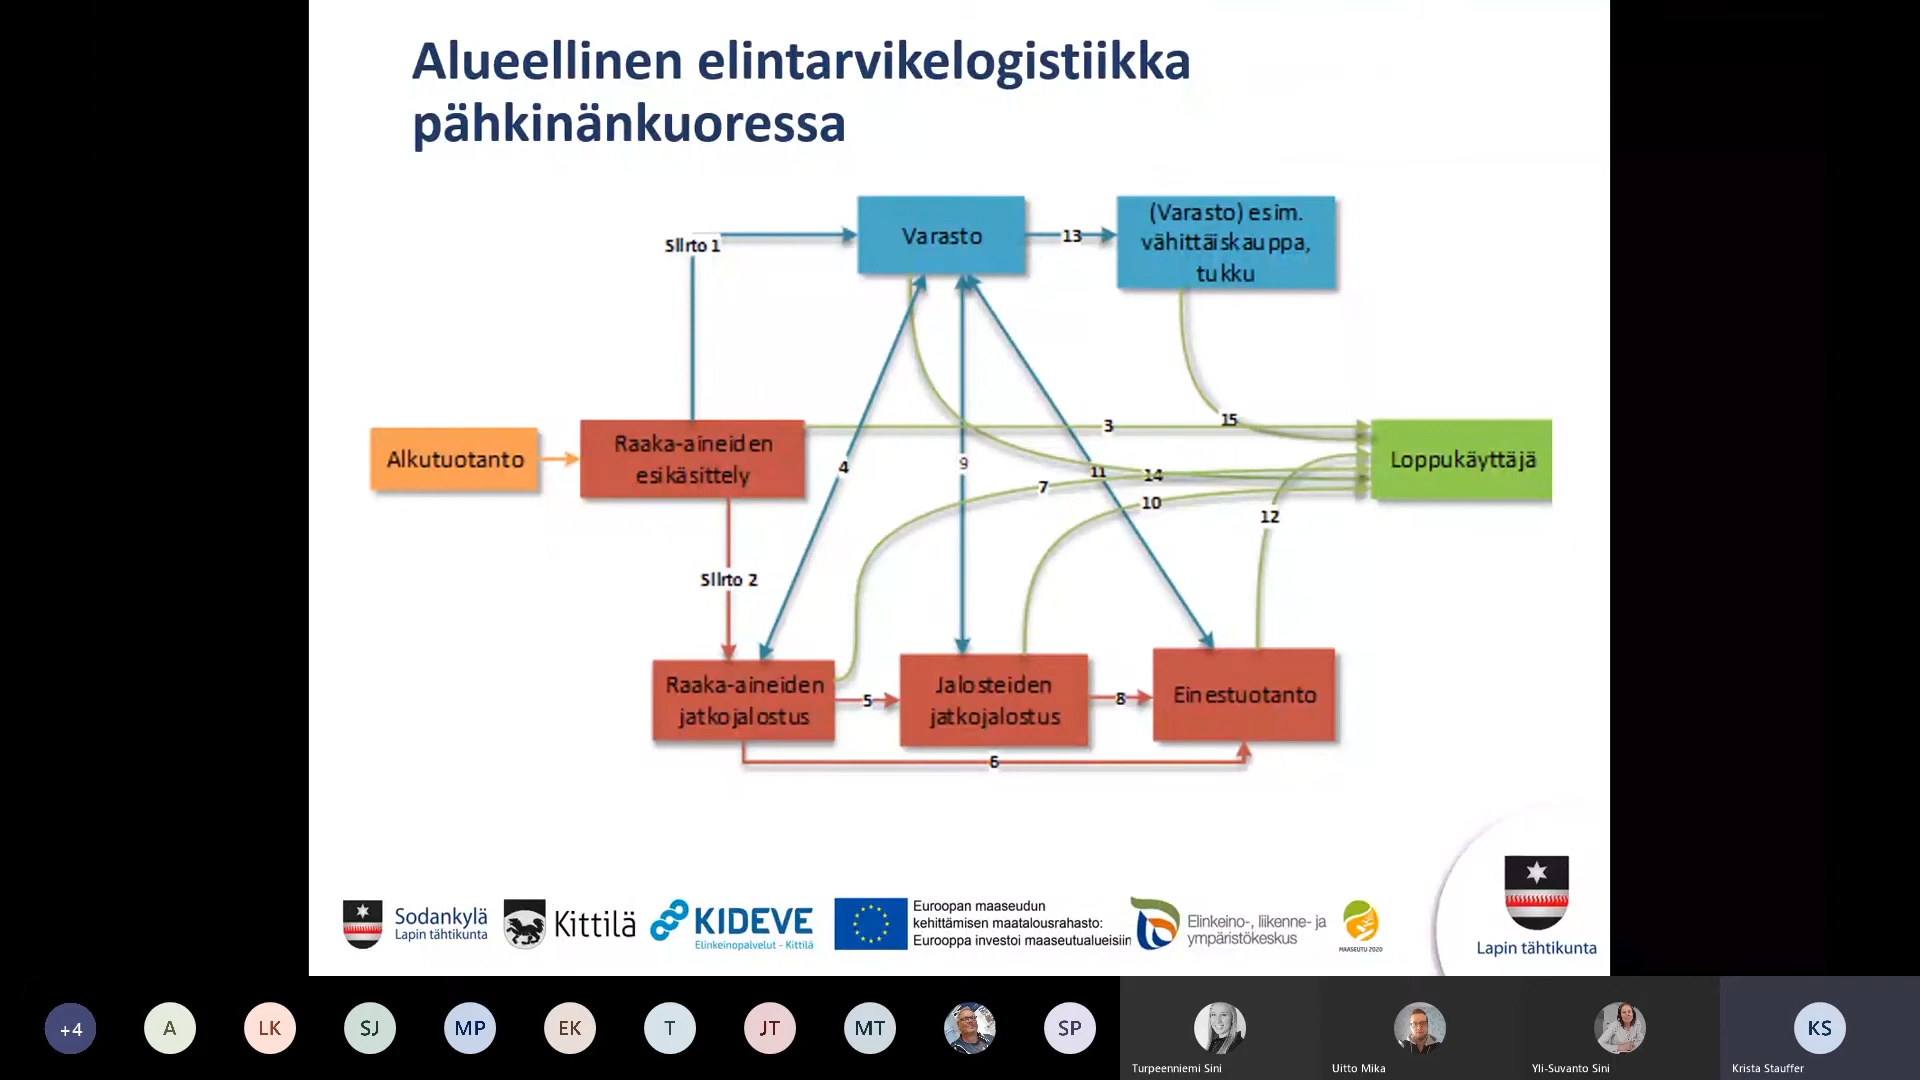 Alueellinen elintarvikelogistiikka
pähkinänkuoressa
Varasto
13
(Varasto) esim.
vähittäiskauppa,
tukku
Siirto 1
Alkutuotanto
Raaka-aineiden
esikäsittely
3
15
4
9
11
14
7
10
12
Loppukäyttäjä
Siirto 2
Raaka-aineiden
jatkojalostus
5
Jalosteiden
jatkojalostus
8
Einestuotanto
6
Sodankylä
Lapin tähtikunta
Kittilä
KIDEVE
Elinkeinopalvelut - Kittilä
Euroopan maaseudun
kehittämisen maatalousrahasto:
Eurooppa investoi maaseutualueisiin
Elinkeino-, liikenne- ja
ympäristökeskus
MAASEUTU 2020
Lapin tähtikunta
+4
A
LK
SJ
MP
EK
T
JT
MT
SP
KS
Turpeenniemi Sini
Uitto Mika
Yli-Suvanto Sini
Krista Stauffer